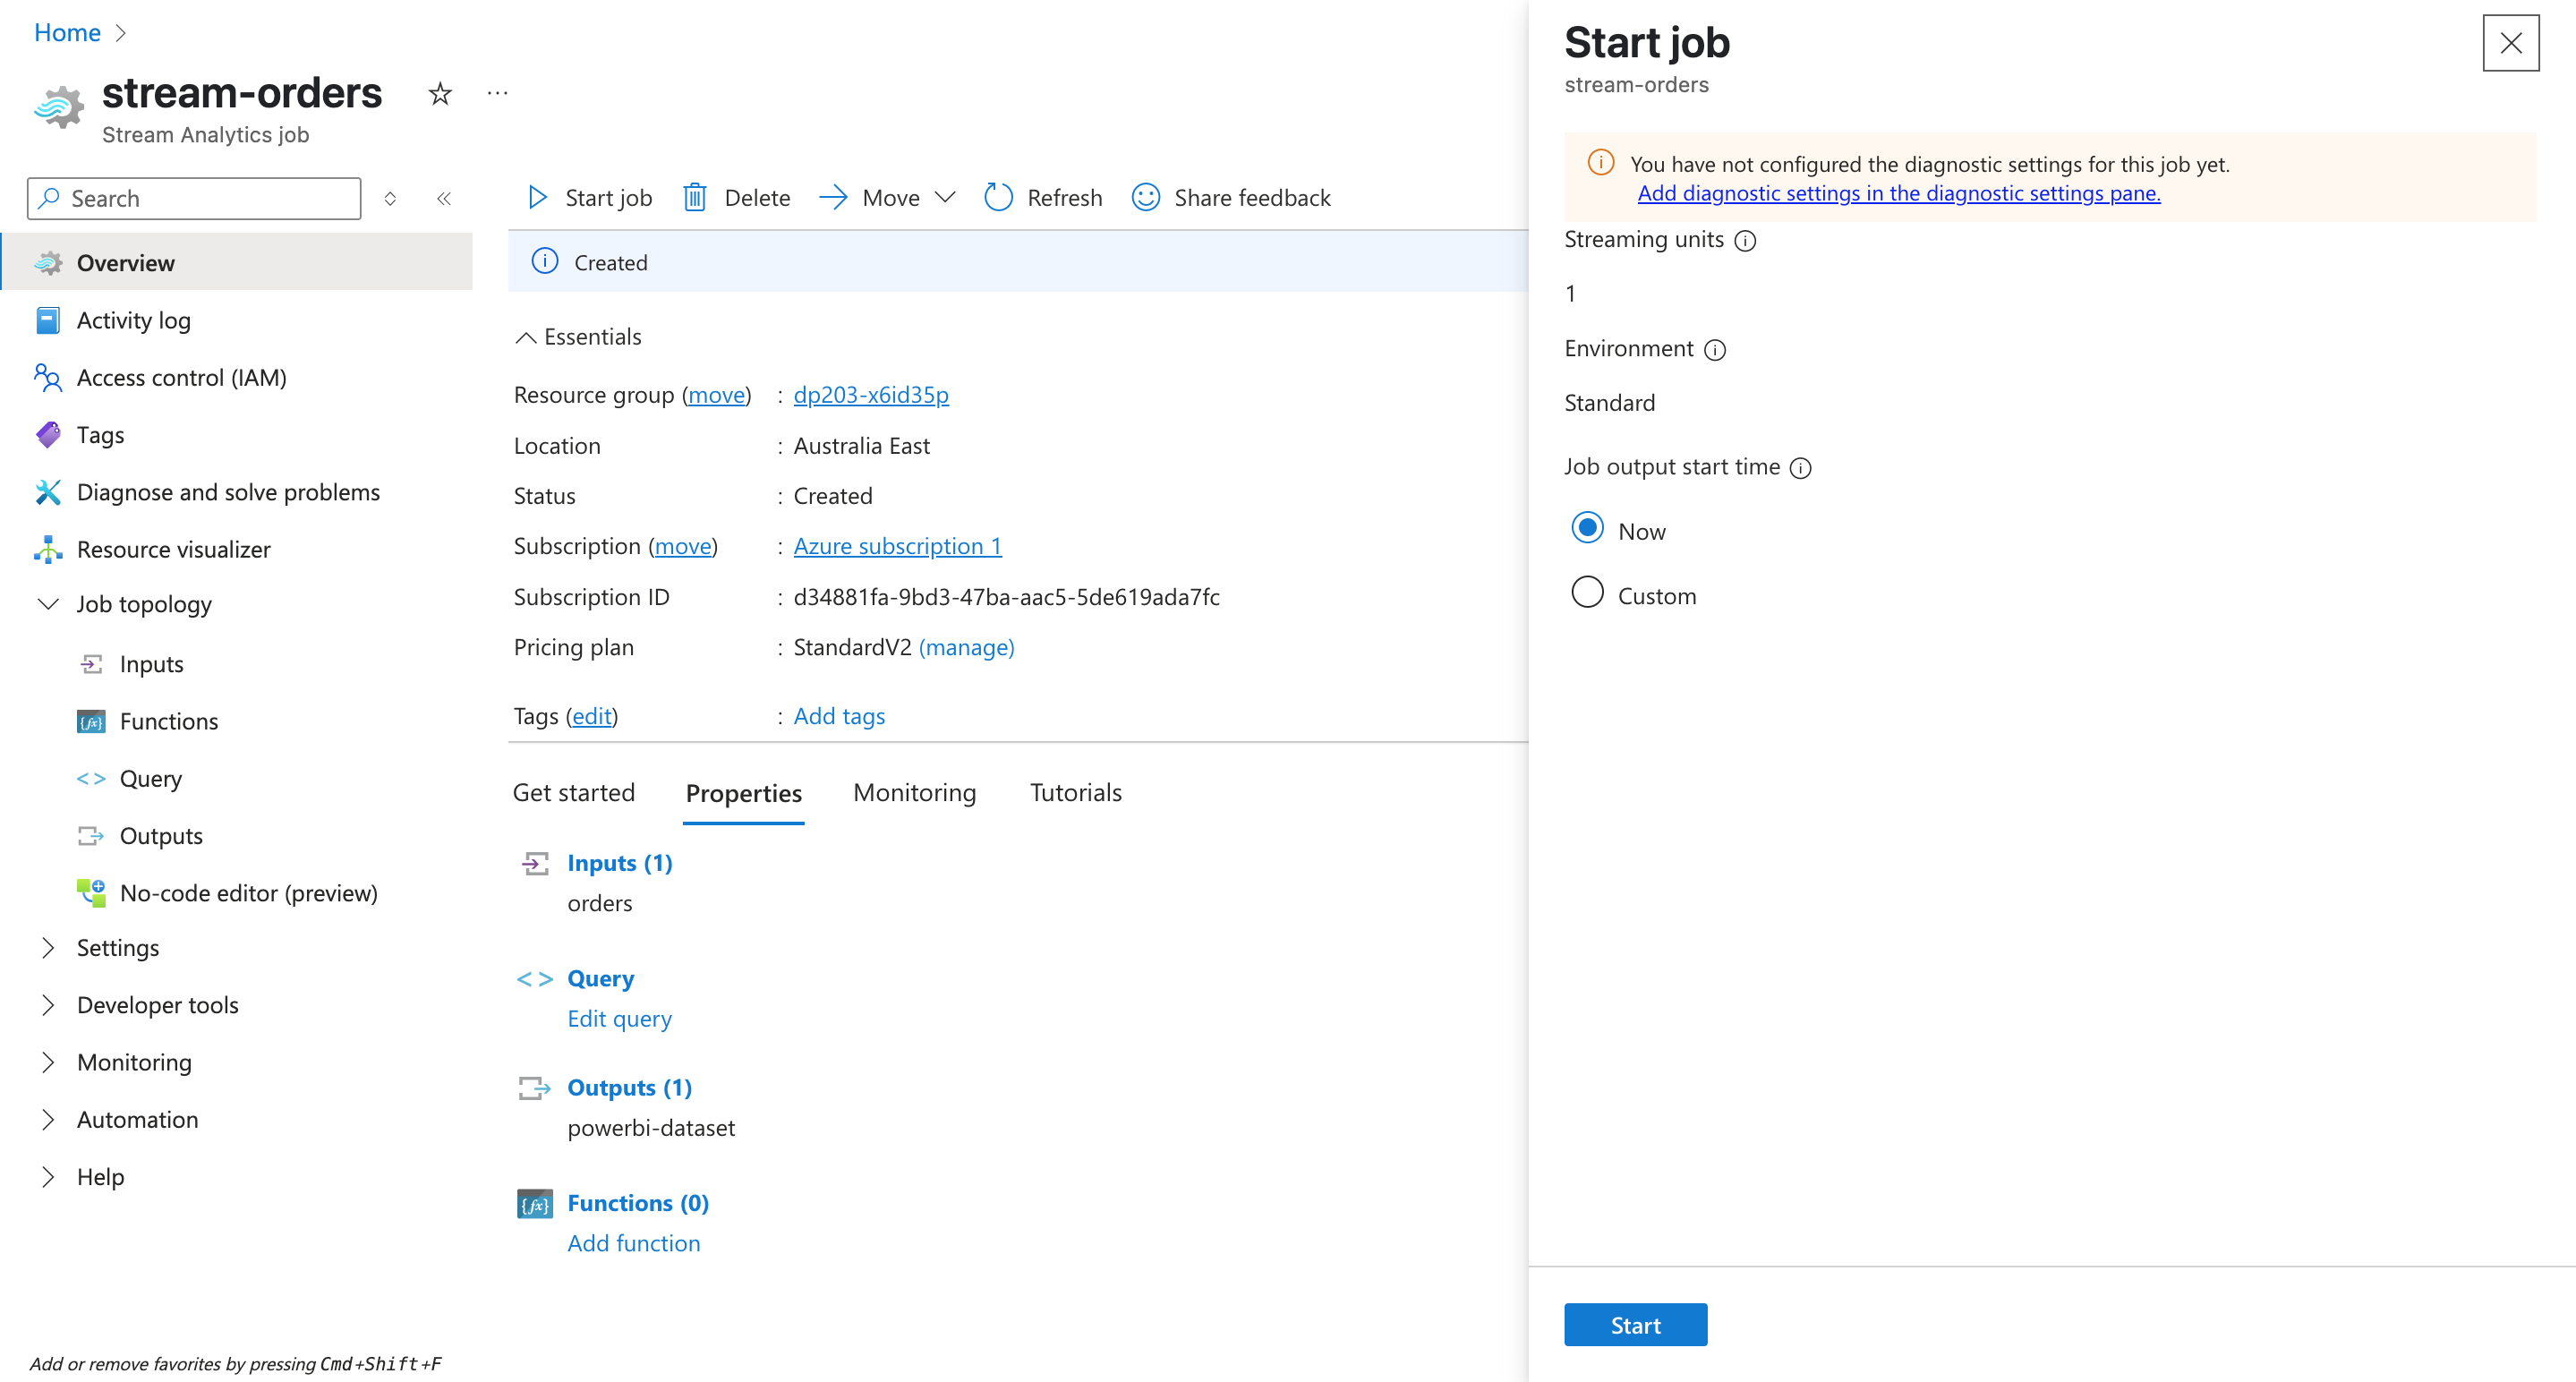 Home
stream-orders
Stream Analytics job
Search
Overview
Activity log
Access control (IAM)
Tags
Diagnose and solve problems
Resource visualizer
Job topology
Inputs
Functions
Query
Outputs
No-code editor (preview)
Settings
Developer tools
Monitoring
Automation
Help
Add or remove favorites by pressing Cmd+Shift+F
Start job Delete Move Refresh Share feedback
Created
Essentials
Resource group (move) : dp203-x6id35p
Location : Australia East
Status : Created
Subscription (move) : Azure subscription 1
Subscription ID : d34881fa-9bd3-47ba-aac5-5de619ada7fc
Pricing plan : StandardV2 (manage)
Tags (edit) : Add tags
Get started Properties Monitoring Tutorials
Inputs (1)
orders
Query
Edit query
Outputs (1)
powerbi-dataset
Functions (0)
Add function
Start job
stream-orders
You have not configured the diagnostic settings for this job yet.
Add diagnostic settings in the diagnostic settings pane.
Streaming units
1
Environment
Standard
Job output start time
Now
Custom
Start